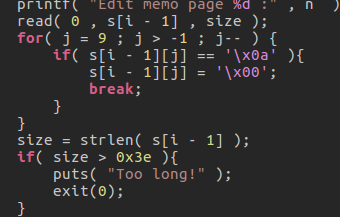 printf( "Edit memo page %d :" , n )
read( 0 , s[i - 1] , size );
for( j = 9 ; j > -1 ; j-- ) {
if( s[i - 1][j] == '\x0a' ){
s[i - 1][j] = '\x00';
break;
}
}
size = strlen( s[i - 1] );
if( size > 0x3e ){
puts( "Too long!" );
exit(0);
}